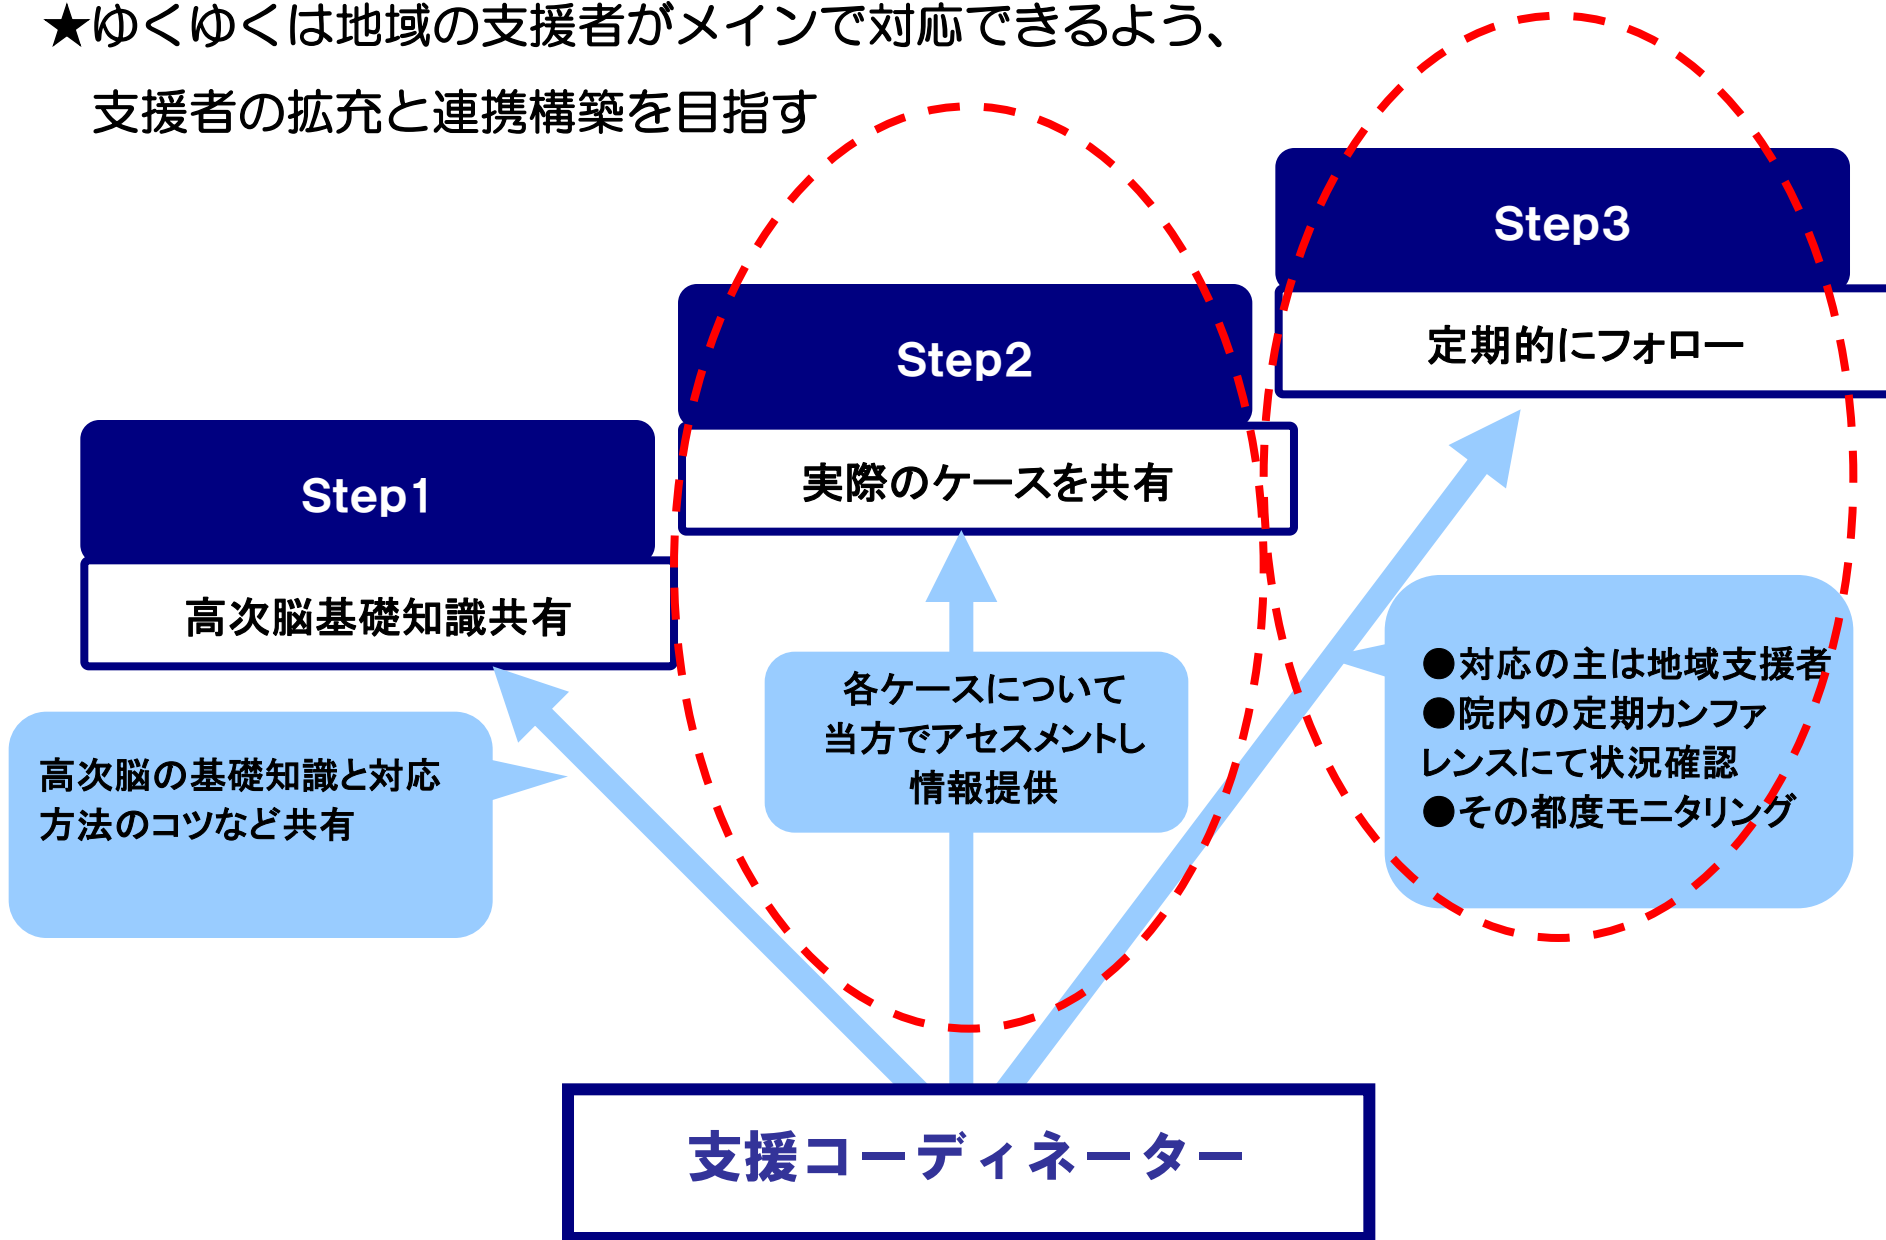 ★ゆくゆくは地域の支援者がメインで対応できるよう、
支援者の拡充と連携構築を目指す
Step1
高次脳基礎知識共有
高次脳の基礎知識と対応
方法のコツなど共有
Step2
実際のケースを共有
各ケースについて
当方でアセスメントし
情報提供
Step3
定期的にフォロー
●対応の主は地域支援者
●院内の定期カンファ
レンスにて状況確認
●その都度モニタリング
支援コーディネーター